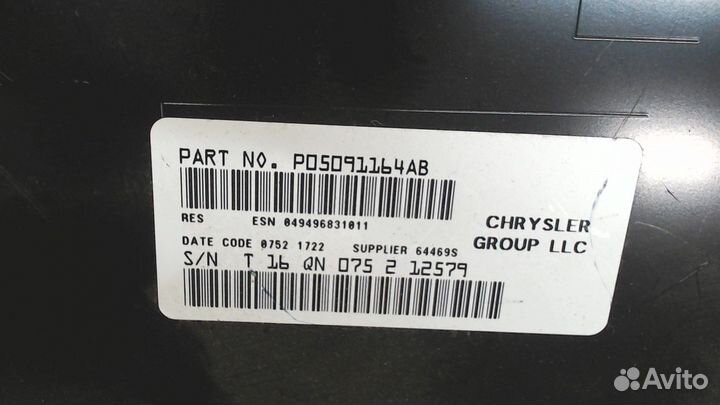 PART NO. P05091164AB
RES ESN 049496831011
DATE CODE 0752 1722 SUPPLIER 64469S
S/N T 16 QN 075 2 12579
CHRYSLER
GROUP LLC
Avito